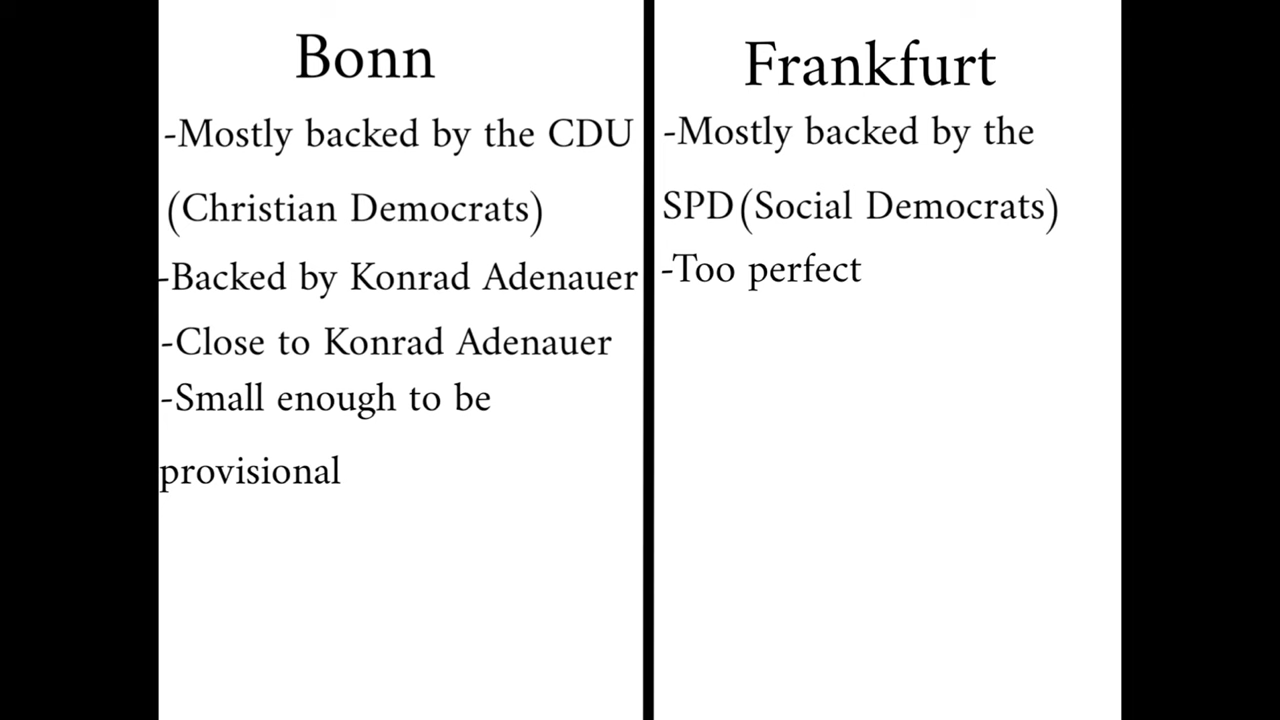 Bonn
-Mostly backed by the CDU
(Christian Democrats)
-Backed by Konrad Adenauer
-Close to Konrad Adenauer
-Small enough to be
provisional
Frankfurt
-Mostly backed by the
SPD(Social Democrats)
-Too perfect